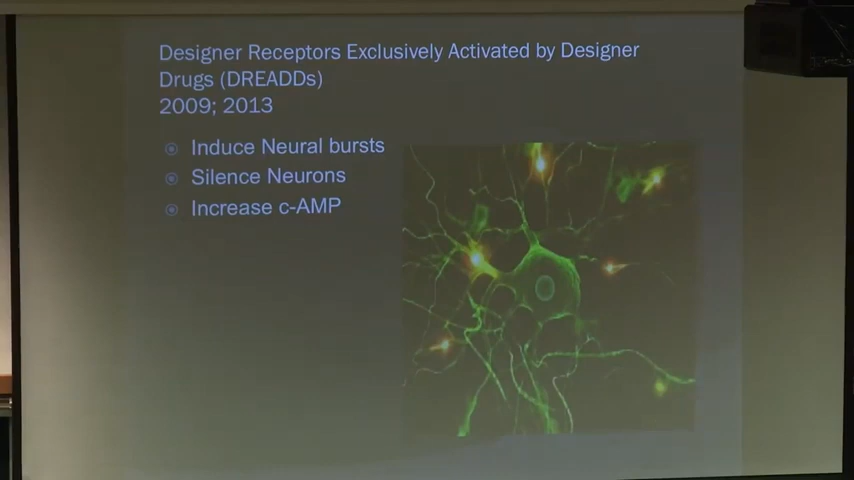 Designer Receptors Exclusively Activated by Designer
Drugs (DREADDs)
2009; 2013
Induce Neural bursts
Silence Neurons
Increase c-AMP